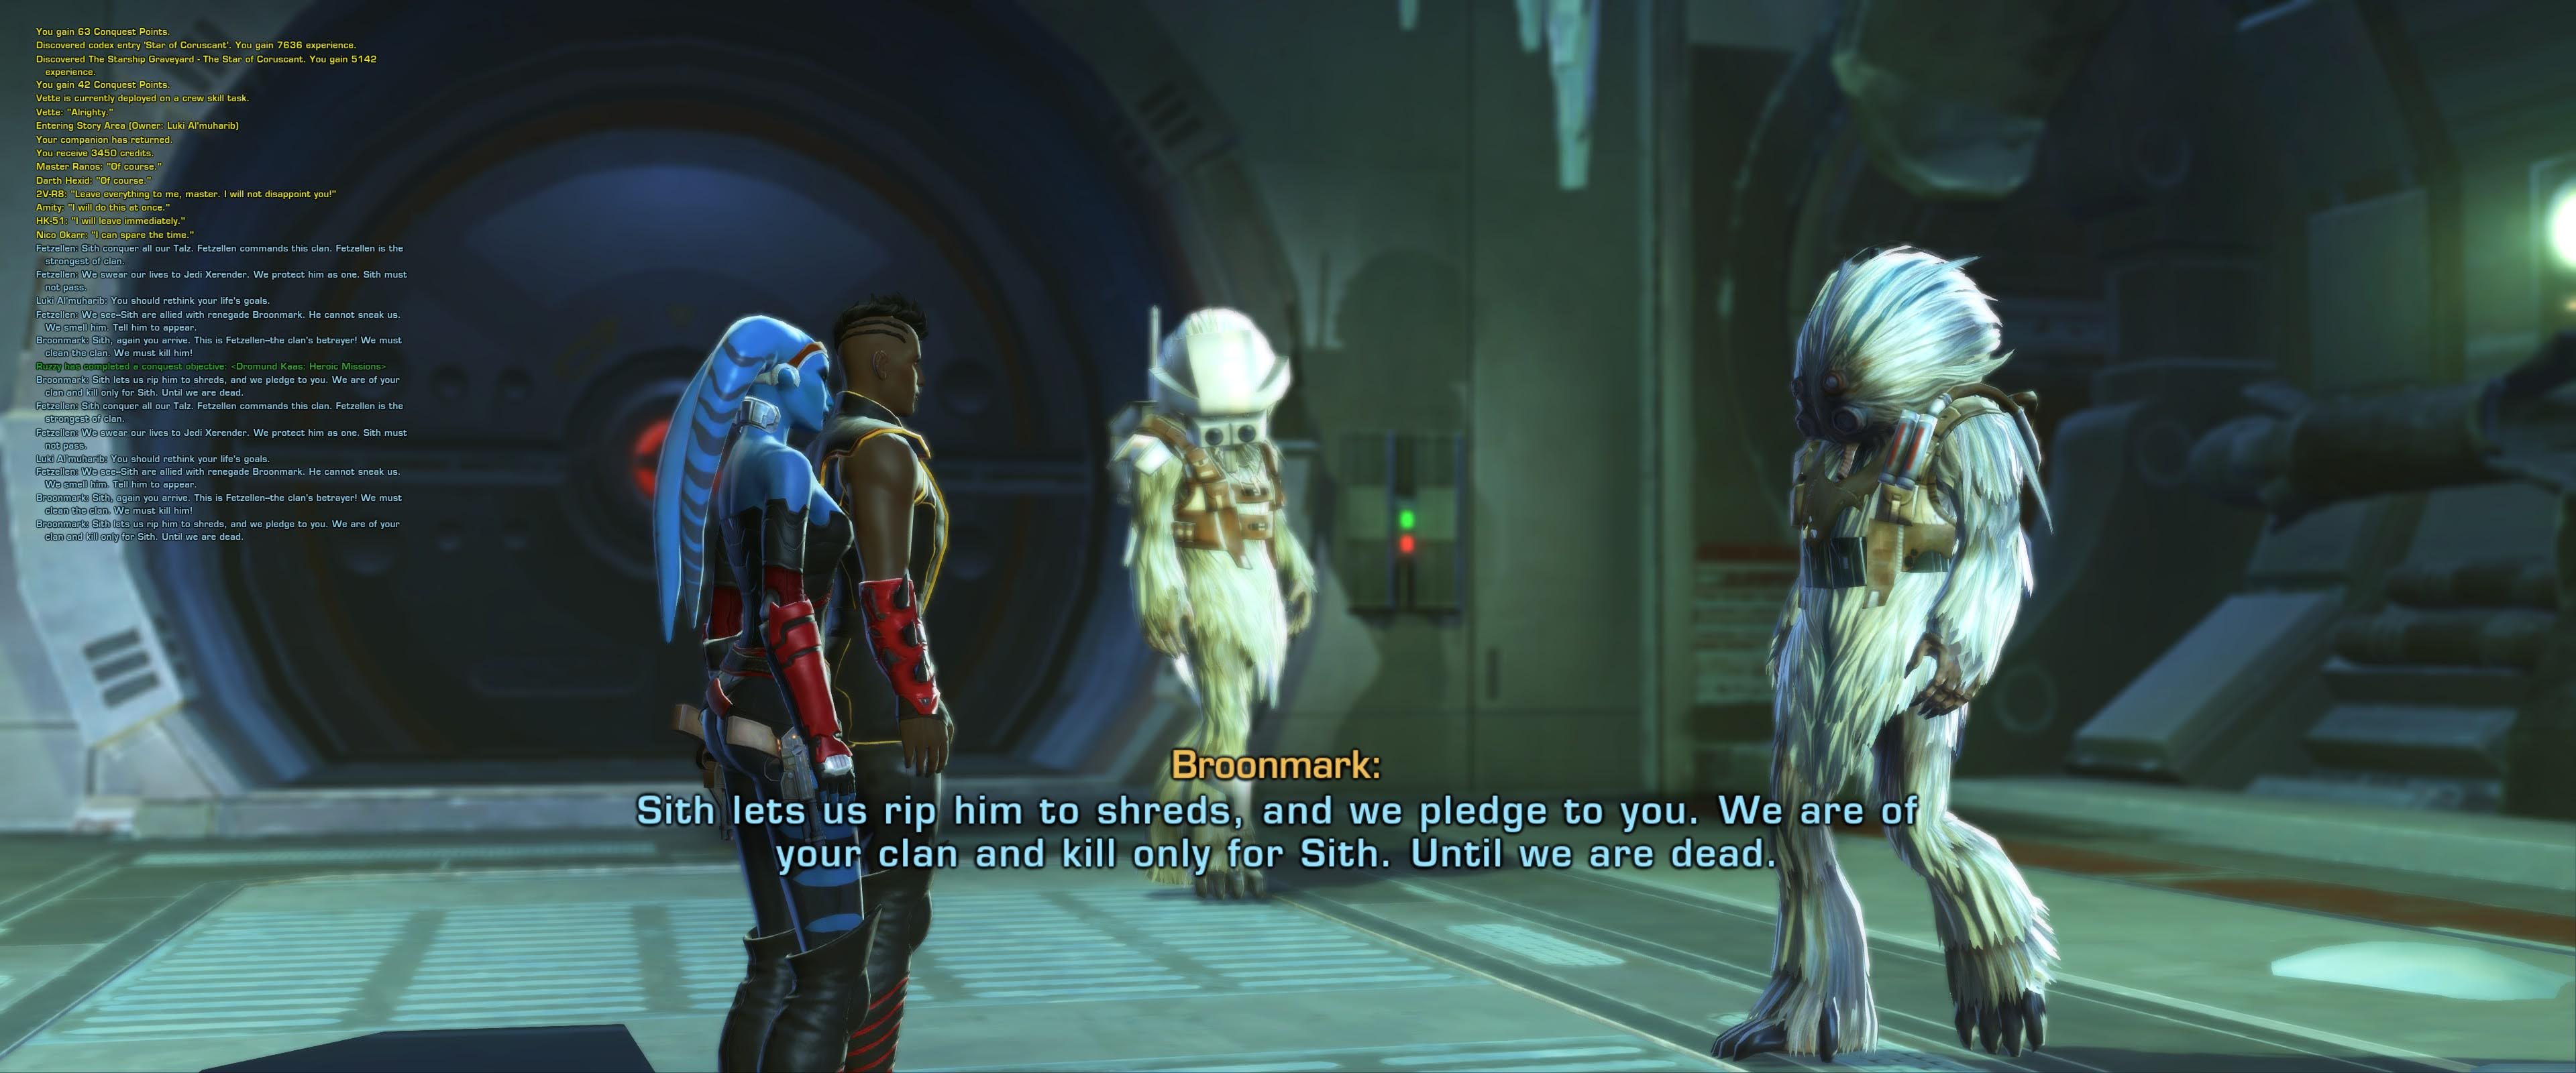 You gain 63 Conquest Points.
Discovered codex entry 'Star of Coruscant'. You gain 7636 experience.
Discovered The Starship Graveyard - The Star of Coruscant. You gain 5142
experience.
You gain 42 Conquest Points.
Vette is currently deployed on a crew skill task.
Vette: "Alrighty."
Entering Story Area (Owner: Luki Al'muharib)
Your companion has returned.
You receive 3450 credits.
Master Ranos: "Of course."
Darth Hexid: "Of course."
2V-R8: "Leave everything to me, master. I will not disappoint you!"
Amity: "I will do this at once."
HK-51: "I will leave immediately."
Nico Okarr: "I can spare the time."
Fetzellen: Sith conquer all our Talz. Fetzellen commands this clan. Fetzellen is the
strongest of clan.
Fetzellen: We swear our lives to Jedi Xerender. We protect him as one. Sith must
not pass.
Luki Al'muharib: You should rethink your life's goals.
Fetzellen: We see–Sith are allied with renegade Broonmark. He cannot sneak us.
We smell him. Tell him to appear.
Broonmark: Sith, again you arrive. This is Fetzellen–the clan's betrayer! We must
clean the clan. We must kill him!
Ruzzy has completed a conquest objective: <Dromund Kaas: Heroic Missions>
Broonmark: Sith lets us rip him to shreds, and we pledge to you. We are of your
clan and kill only for Sith. Until we are dead.
Fetzellen: Sith conquer all our Talz. Fetzellen commands this clan. Fetzellen is the
strongest of clan.
Fetzellen: We swear our lives to Jedi Xerender. We protect him as one. Sith must
not pass.
Luki Al'muharib: You should rethink your life's goals.
Fetzellen: We see–Sith are allied with renegade Broonmark. He cannot sneak us.
We smell him. Tell him to appear.
Broonmark: Sith, again you arrive. This is Fetzellen–the clan's betrayer! We must
clean the clan. We must kill him!
Broonmark: Sith lets us rip him to shreds, and we pledge to you. We are of your
clan and kill only for Sith. Until we are dead.
Broonmark:
Sith lets us rip him to shreds, and we pledge to you. We are of
your clan and kill only for Sith. Until we are dead.